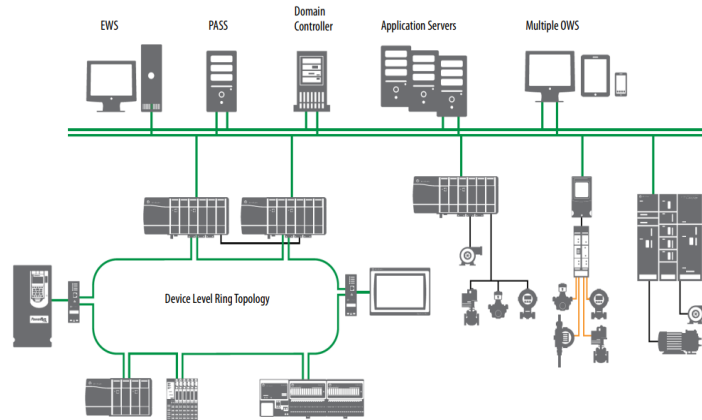 EWS
PASS
Domain
Controller
Application Servers
Multiple OWS
Device Level Ring Topology